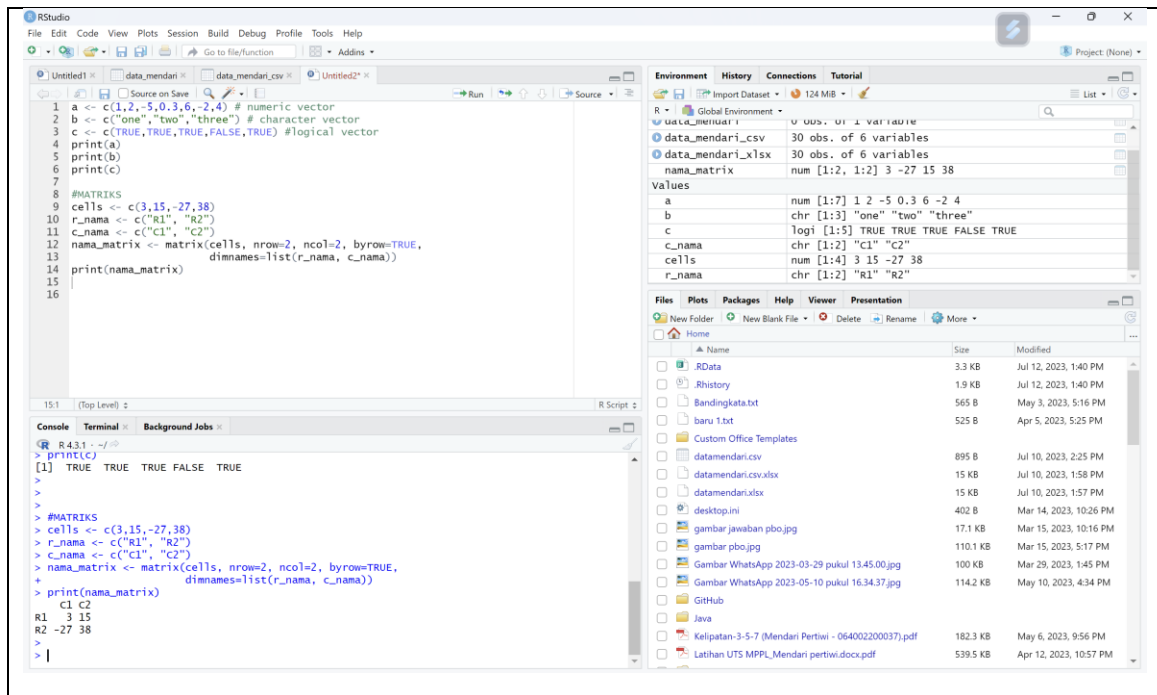 RStudio
File Edit Code View Plots Session Build Debug Profile Tools Help
Go to file/function Addins Project: (None)
Untitled1 data_mendari data_mendari_csv Untitled2*
Source on Save Run Source
1 a <- c(1,2,-5,0.3,6,-2,4) # numeric vector
2 b <- c("one","two","three") # character vector
3 c <- c(TRUE,TRUE,TRUE,FALSE,TRUE) #logical vector
4 print(a)
5 print(b)
6 print(c)
7
8 #MATRIKS
9 cells <- c(3,15,-27,38)
10 r_nama <- c("R1", "R2")
11 c_nama <- c("C1", "C2")
12 nama_matrix <- matrix(cells, nrow=2, ncol=2, byrow=TRUE,
13 dimnames=list(r_nama, c_nama))
14 print(nama_matrix)
15
16
15:1 (Top Level) R Script
Console Terminal Background Jobs
R 4.3.1 · ~/
> print(c)
[1] TRUE TRUE TRUE FALSE TRUE
>
>
>
> #MATRIKS
> cells <- c(3,15,-27,38)
> r_nama <- c("R1", "R2")
> c_nama <- c("C1", "C2")
> nama_matrix <- matrix(cells, nrow=2, ncol=2, byrow=TRUE,
+ dimnames=list(r_nama, c_nama))
> print(nama_matrix)
C1 C2
R1 3 15
R2 -27 38
>
>
Environment History Connections Tutorial
Import Dataset 124 MiB List
R Global Environment
data_mendari 0 obs. of 1 variable
data_mendari_csv 30 obs. of 6 variables
data_mendari_xlsx 30 obs. of 6 variables
nama_matrix num [1:2, 1:2] 3 -27 15 38
Values
a num [1:7] 1 2 -5 0.3 6 -2 4
b chr [1:3] "one" "two" "three"
c logi [1:5] TRUE TRUE TRUE FALSE TRUE
c_nama chr [1:2] "C1" "C2"
cells num [1:4] 3 15 -27 38
r_nama chr [1:2] "R1" "R2"
Files Plots Packages Help Viewer Presentation
New Folder New Blank File Delete Rename More
Home ...
Name Size Modified
.RData 3.3 KB Jul 12, 2023, 1:40 PM
.Rhistory 1.9 KB Jul 12, 2023, 1:40 PM
Bandingkata.txt 565 B May 3, 2023, 5:16 PM
baru 1.txt 525 B Apr 5, 2023, 5:25 PM
Custom Office Templates
datamendari.csv 895 B Jul 10, 2023, 2:25 PM
datamendari.csv.xlsx 15 KB Jul 10, 2023, 1:58 PM
datamendari.xlsx 15 KB Jul 10, 2023, 1:57 PM
desktop.ini 402 B Mar 14, 2023, 10:26 PM
gambar jawaban pbo.jpg 17.1 KB Mar 15, 2023, 10:16 PM
gambar pbo.jpg 110.1 KB Mar 15, 2023, 5:17 PM
Gambar WhatsApp 2023-03-29 pukul 13.45.00.jpg 100 KB Mar 29, 2023, 1:45 PM
Gambar WhatsApp 2023-05-10 pukul 16.34.37.jpg 114.2 KB May 10, 2023, 4:34 PM
GitHub
Java
Kelipatan-3-5-7 (Mendari Pertiwi - 064002200037).pdf 182.3 KB May 6, 2023, 9:56 PM
Latihan UTS MPPL_Mendari pertiwi.docx.pdf 539.5 KB Apr 12, 2023, 10:57 PM